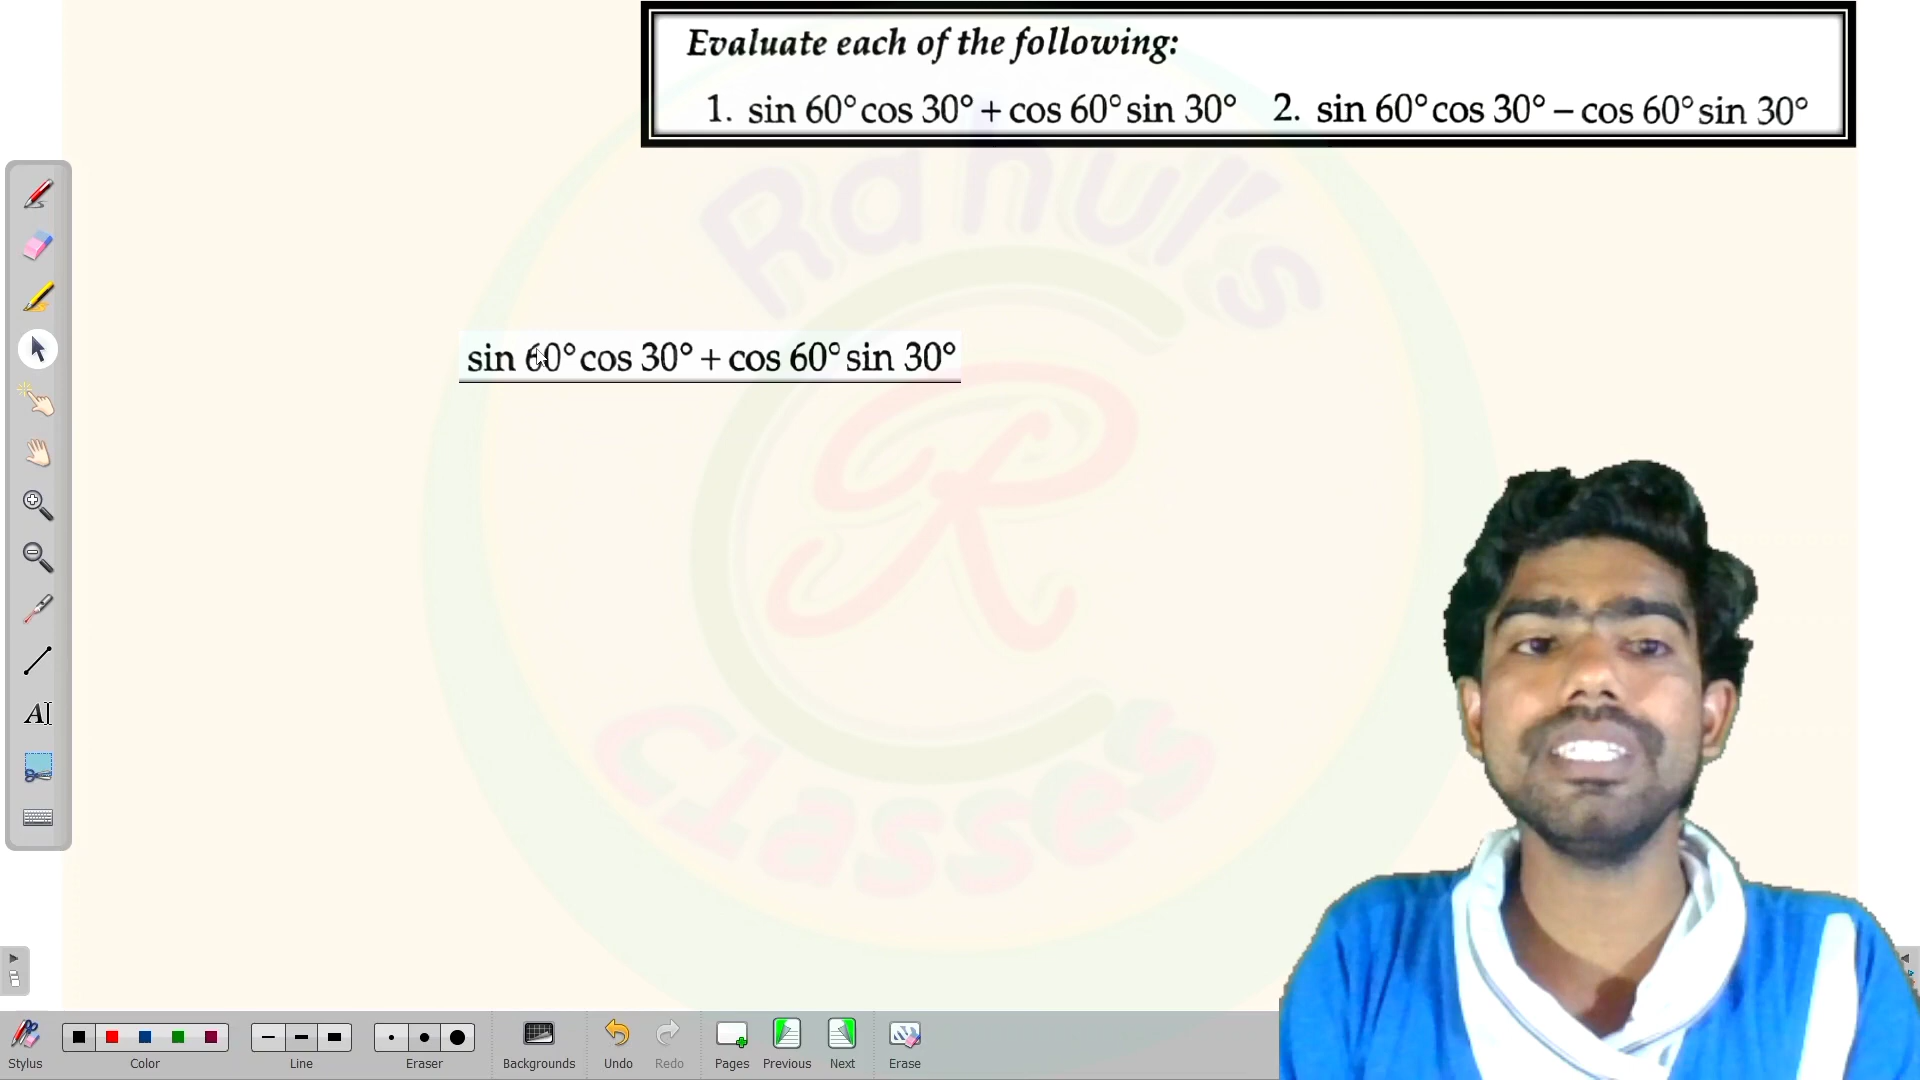 Evaluate each of the following:
1. sin 60° cos 30° + cos 60° sin 30° 2. sin 60° cos 30° – cos 60° sin 30°
Rahul's
sin 60° cos 30° + cos 60° sin 30°
R
Classes
Stylus Color Line Eraser Backgrounds Undo Redo Pages Previous Next Erase